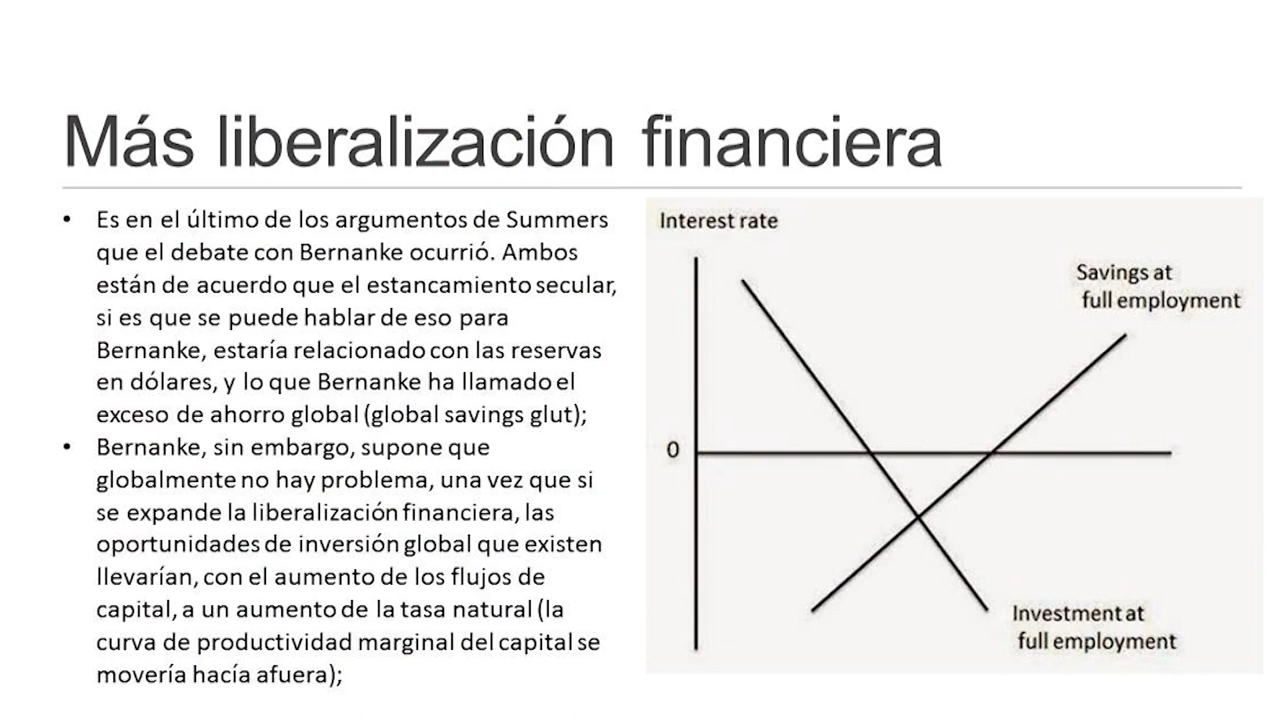 Más liberalización financiera
• Es en el último de los argumentos de Summers
que el debate con Bernanke ocurrió. Ambos
están de acuerdo que el estancamiento secular,
si es que se puede hablar de eso para
Bernanke, estaría relacionado con las reservas
en dólares, y lo que Bernanke ha llamado el
exceso de ahorro global (global savings glut);
• Bernanke, sin embargo, supone que
globalmente no hay problema, una vez que si
se expande la liberalización financiera, las
oportunidades de inversión global que existen
llevarían, con el aumento de los flujos de
capital, a un aumento de la tasa natural (la
curva de productividad marginal del capital se
movería hacía afuera);
Interest rate
Savings at
full employment
0
Investment at
full employment